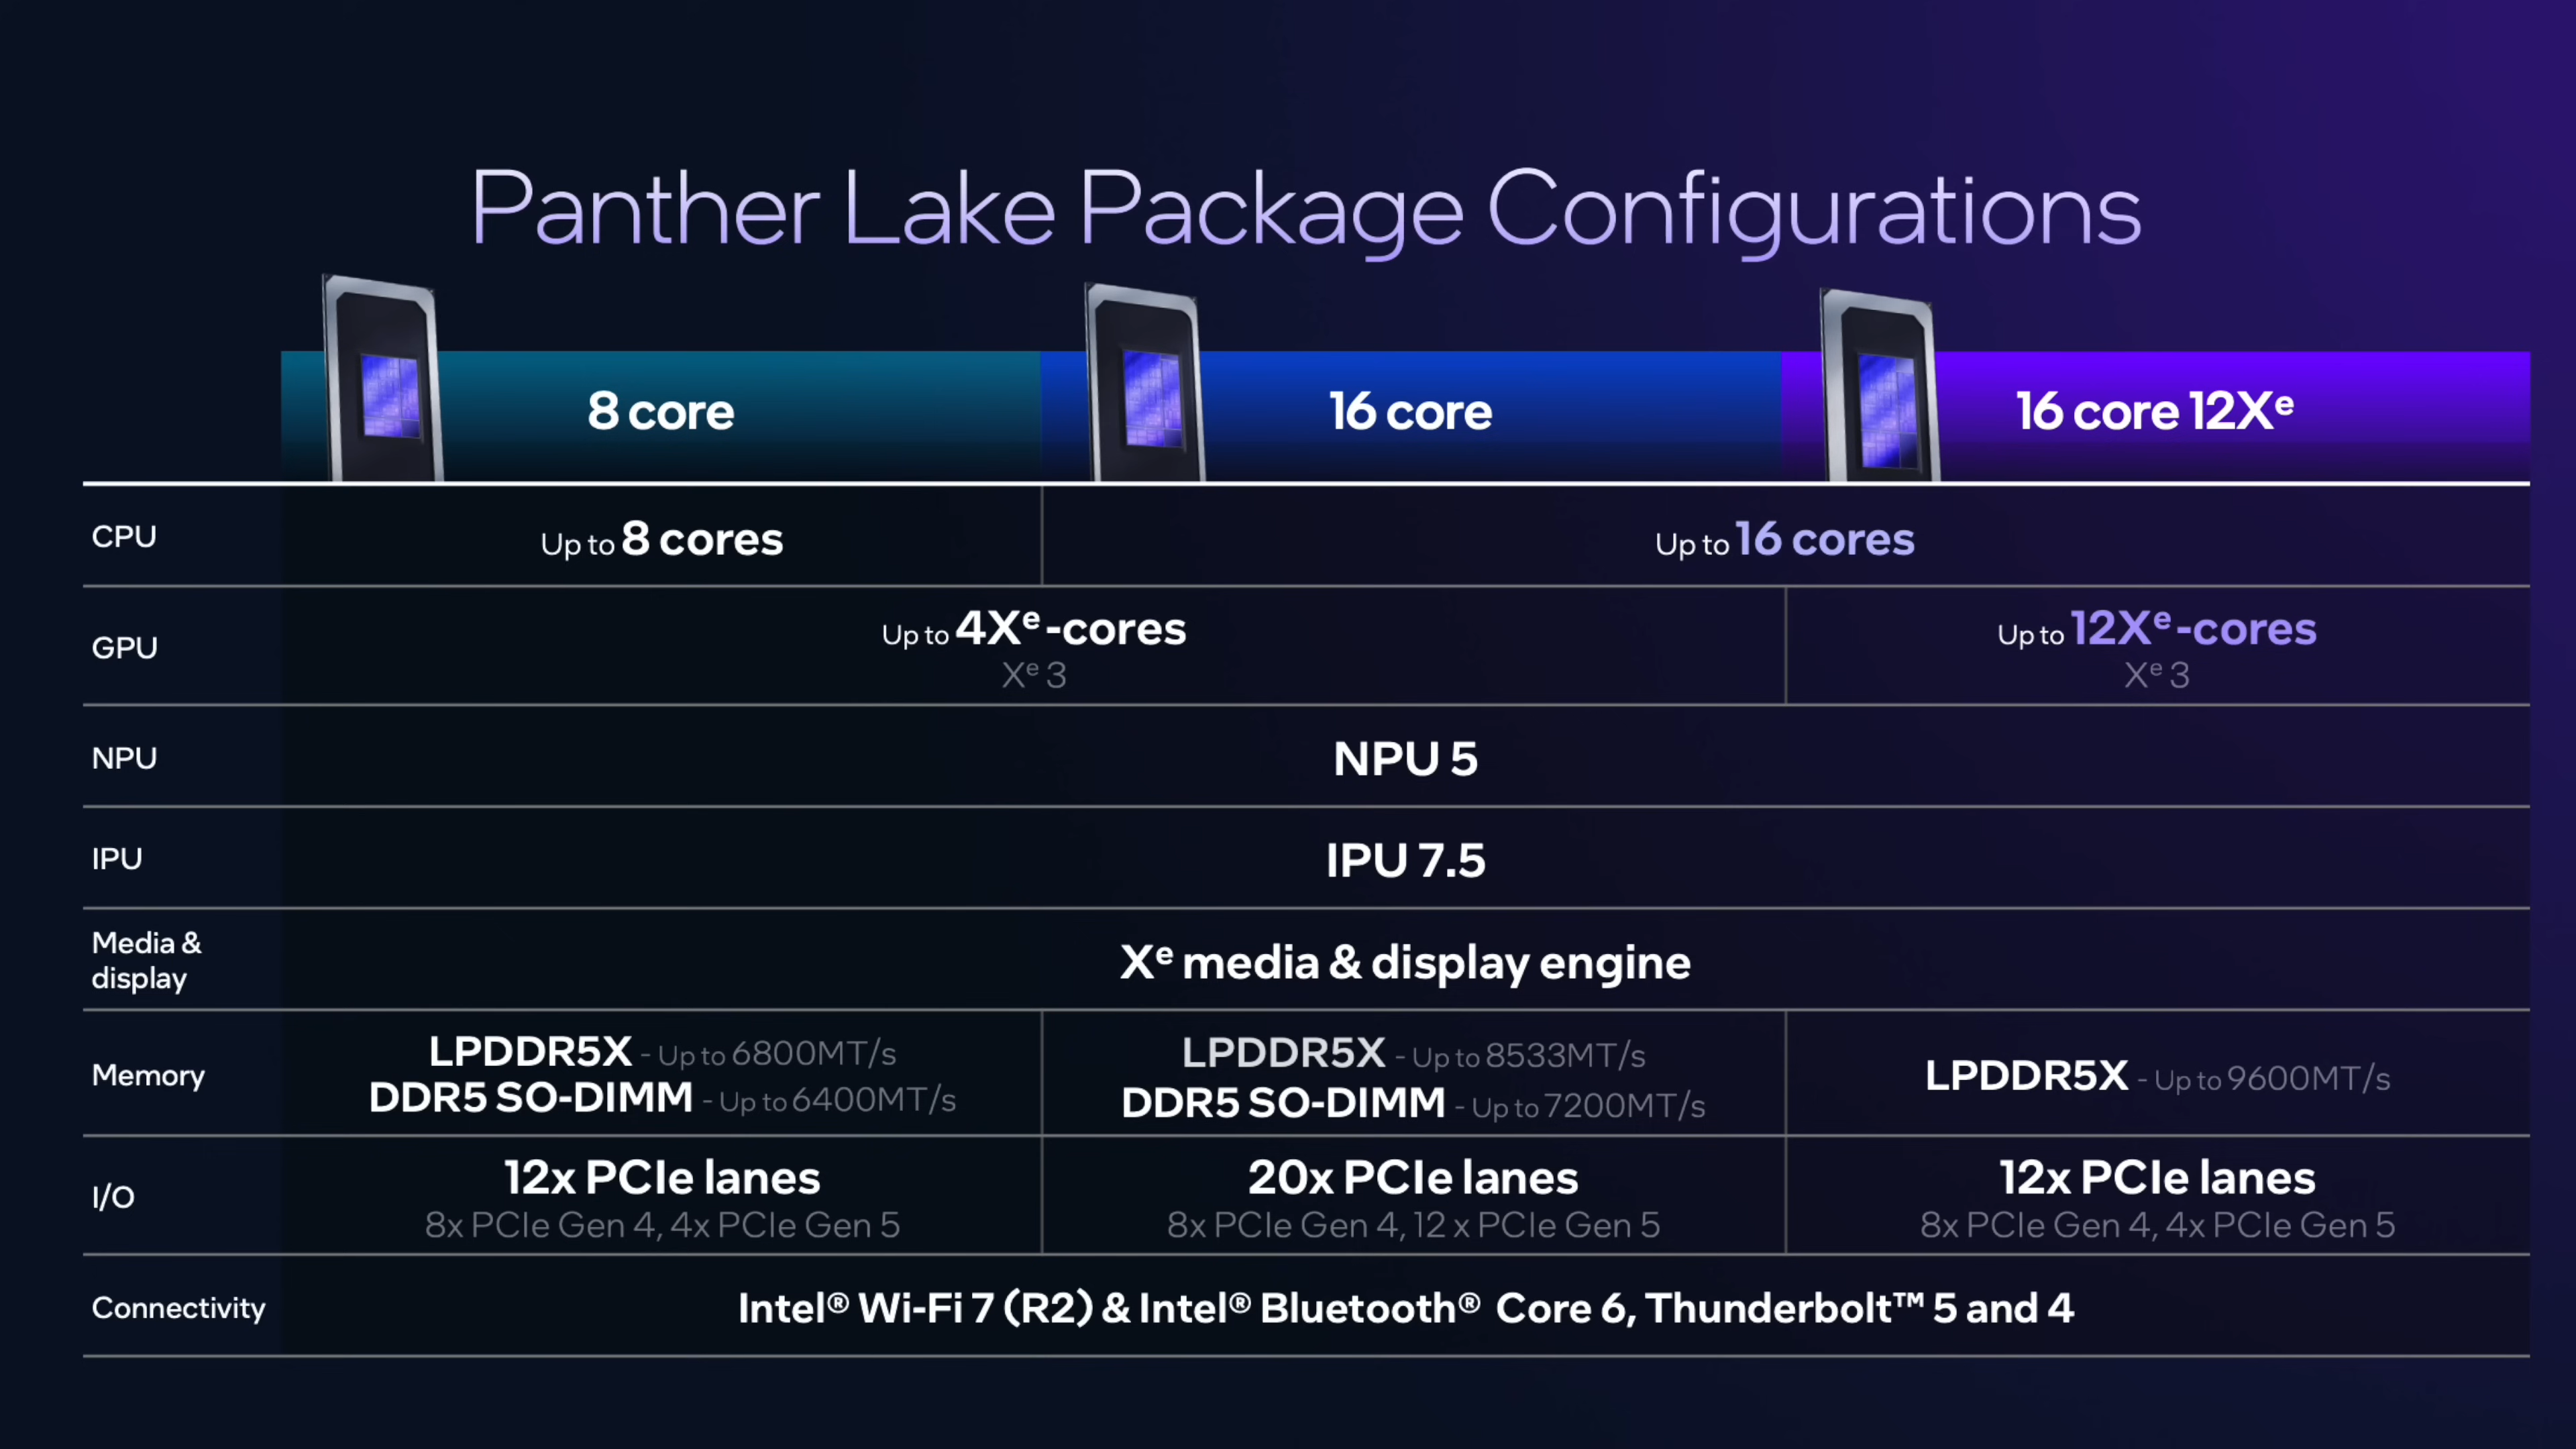 Panther Lake Package Configurations
8 core
16 core
16 core 12Xᵉ
CPU
Up to 8 cores
Up to 16 cores
GPU
Up to 4Xᵉ-cores
Xᵉ 3
Up to 12Xᵉ-cores
Xᵉ 3
NPU
NPU 5
IPU
IPU 7.5
Media &
display
Xᵉ media & display engine
Memory
LPDDR5X - Up to 6800MT/s
DDR5 SO-DIMM - Up to 6400MT/s
LPDDR5X - Up to 8533MT/s
DDR5 SO-DIMM - Up to 7200MT/s
LPDDR5X - Up to 9600MT/s
I/O
12x PCIe lanes
8x PCIe Gen 4, 4x PCIe Gen 5
20x PCIe lanes
8x PCIe Gen 4, 12 x PCIe Gen 5
12x PCIe lanes
8x PCIe Gen 4, 4x PCIe Gen 5
Connectivity
Intel® Wi-Fi 7 (R2) & Intel® Bluetooth® Core 6, Thunderbolt™ 5 and 4